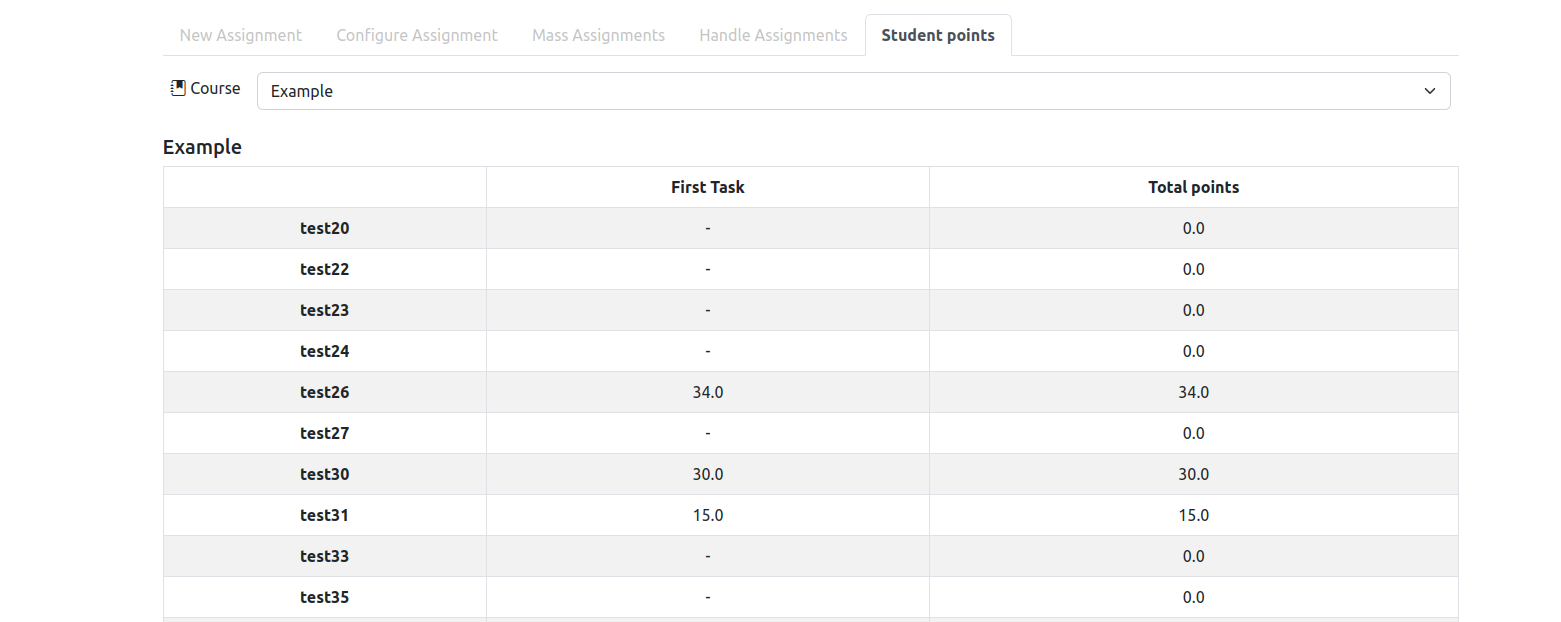 New Assignment Configure Assignment Mass Assignments Handle Assignments Student points
Course Example
Example
First Task Total points
test20 - 0.0
test22 - 0.0
test23 - 0.0
test24 - 0.0
test26 34.0 34.0
test27 - 0.0
test30 30.0 30.0
test31 15.0 15.0
test33 - 0.0
test35 - 0.0